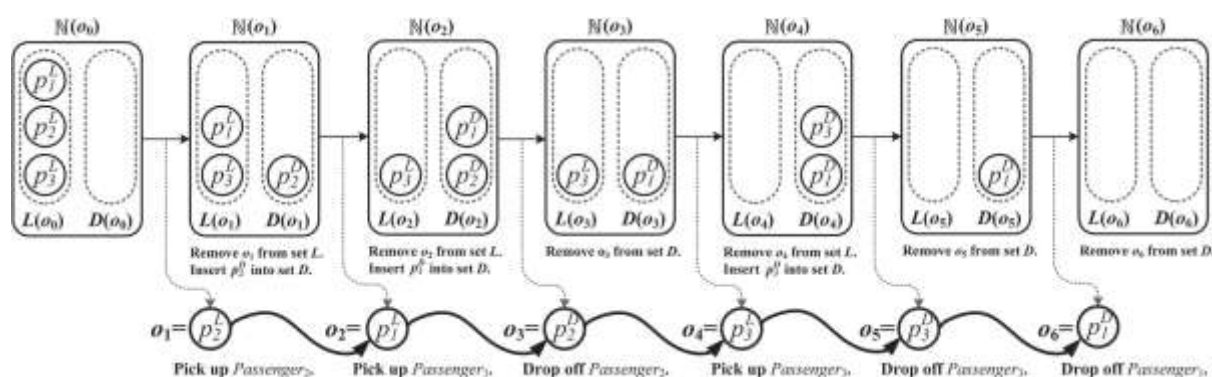 ℕ(o₀) ℕ(o₁) ℕ(o₂) ℕ(o₃) ℕ(o₄) ℕ(o₅) ℕ(o₆)
p₁ᴸ
p₂ᴸ p₁ᴸ p₁ᴰ p₃ᴰ
p₃ᴸ p₃ᴸ p₂ᴰ p₃ᴸ p₂ᴰ p₃ᴸ p₁ᴰ p₁ᴰ p₁ᴰ
L(o₀) D(o₀) L(o₁) D(o₁) L(o₂) D(o₂) L(o₃) D(o₃) L(o₄) D(o₄) L(o₅) D(o₅) L(o₆) D(o₆)
Remove o₁ from set L. Remove o₂ from set L. Remove o₃ from set D. Remove o₄ from set L. Remove o₅ from set D. Remove o₆ from set D.
Insert p₂ᴰ into set D. Insert p₁ᴰ into set D. Insert p₃ᴰ into set D.
o₁= p₂ᴸ o₂= p₁ᴸ o₃= p₂ᴰ o₄= p₃ᴸ o₅= p₃ᴰ o₆= p₁ᴰ
Pick up Passenger₂. Pick up Passenger₁. Drop off Passenger₂. Pick up Passenger₃. Drop off Passenger₃. Drop off Passenger₁.